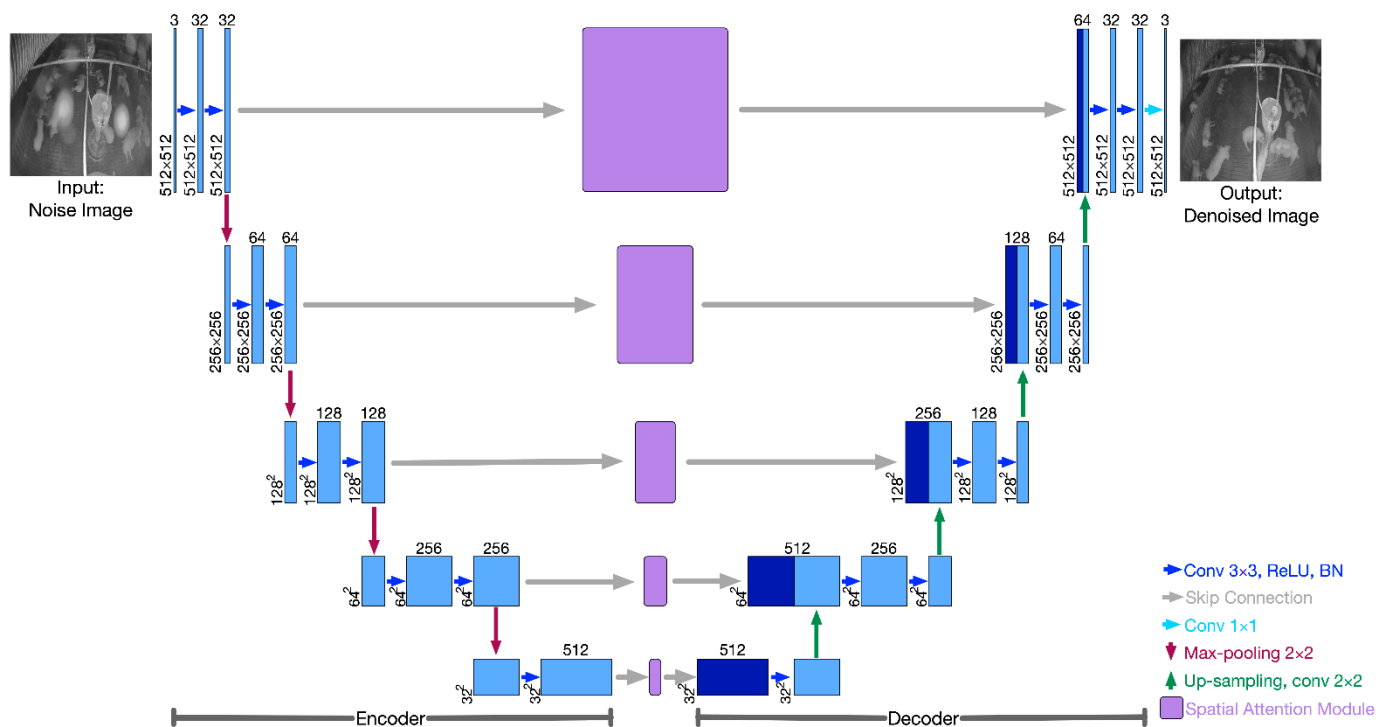 3 32 32
512×512 512×512 512×512
Input:
Noise Image
64 32 32 3
512×512 512×512 512×512 512×512
Output:
Denoised Image
64 64
256×256 256×256 256×256
128 64
256×256 256×256 256×256
128 128
128² 128² 128²
256 128
128² 128² 128²
256 256
64² 64² 64²
512 256
64² 64² 64²
512
32² 32²
512
32² 32²
Encoder
Decoder
Conv 3×3, ReLU, BN
Skip Connection
Conv 1×1
Max-pooling 2×2
Up-sampling, conv 2×2
Spatial Attention Module